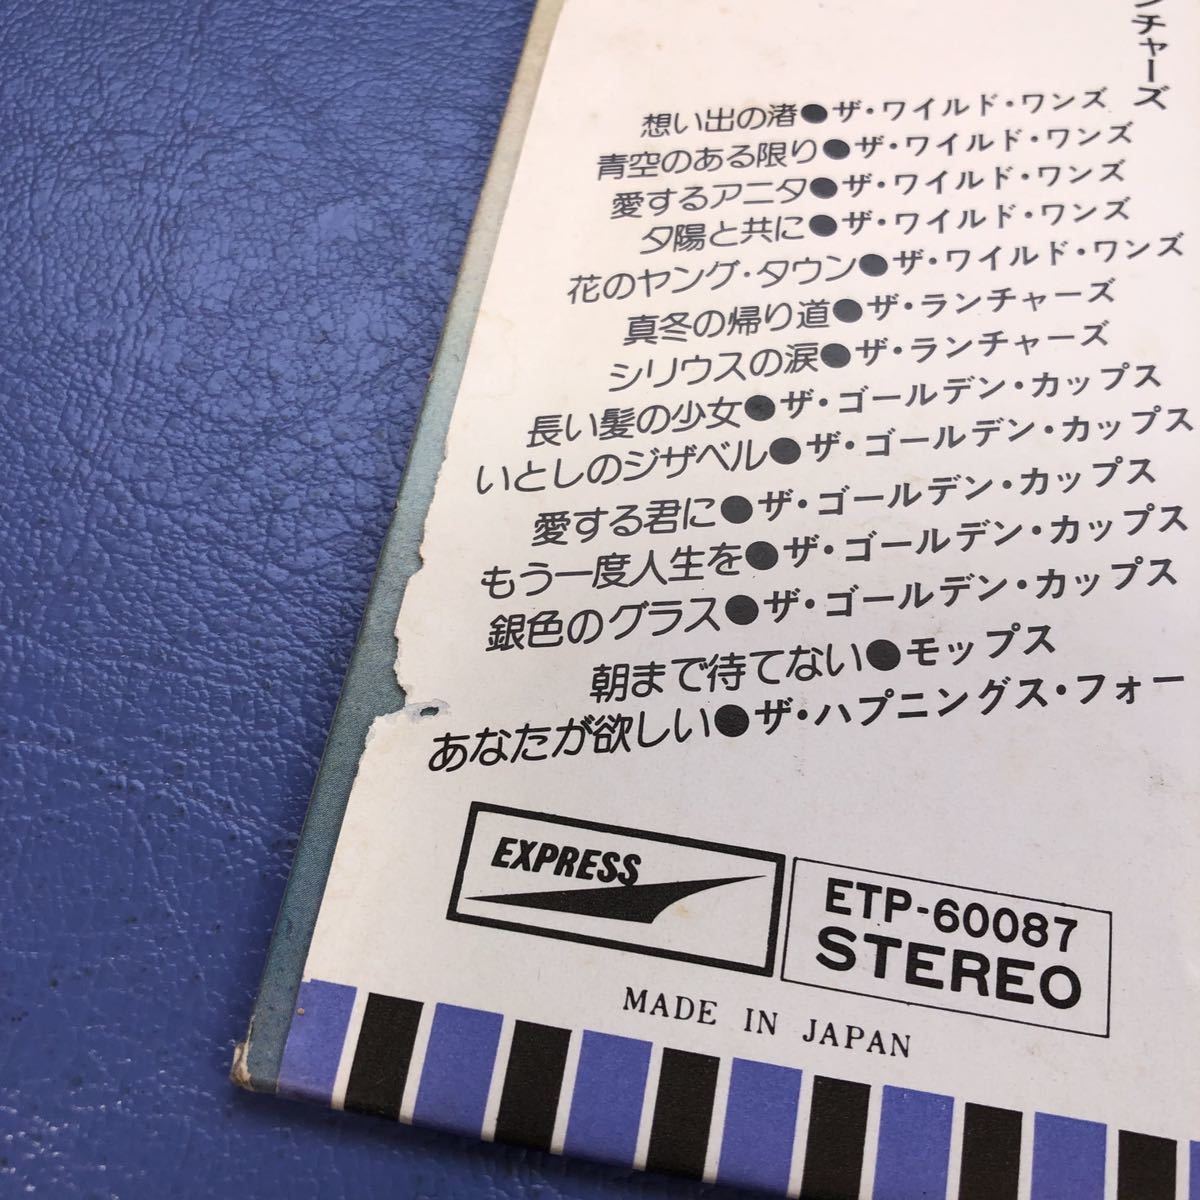 ンチャーズ
想い出の渚●ザ・ワイルド・ワンズ
青空のある限り●ザ・ワイルド・ワンズ
愛するアニタ●ザ・ワイルド・ワンズ
夕陽と共に●ザ・ワイルド・ワンズ
花のヤング・タウン●ザ・ワイルド・ワンズ
真冬の帰り道●ザ・ランチャーズ
シリウスの涙●ザ・ランチャーズ
長い髪の少女●ザ・ゴールデン・カップス
いとしのジザベル●ザ・ゴールデン・カップス
愛する君に●ザ・ゴールデン・カップス
もう一度人生を●ザ・ゴールデン・カップス
銀色のグラス●ザ・ゴールデン・カップス
朝まで待てない●モップス
あなたが欲しい●ザ・ハプニングス・フォー
EXPRESS
ETP-60087
STEREO
MADE IN JAPAN